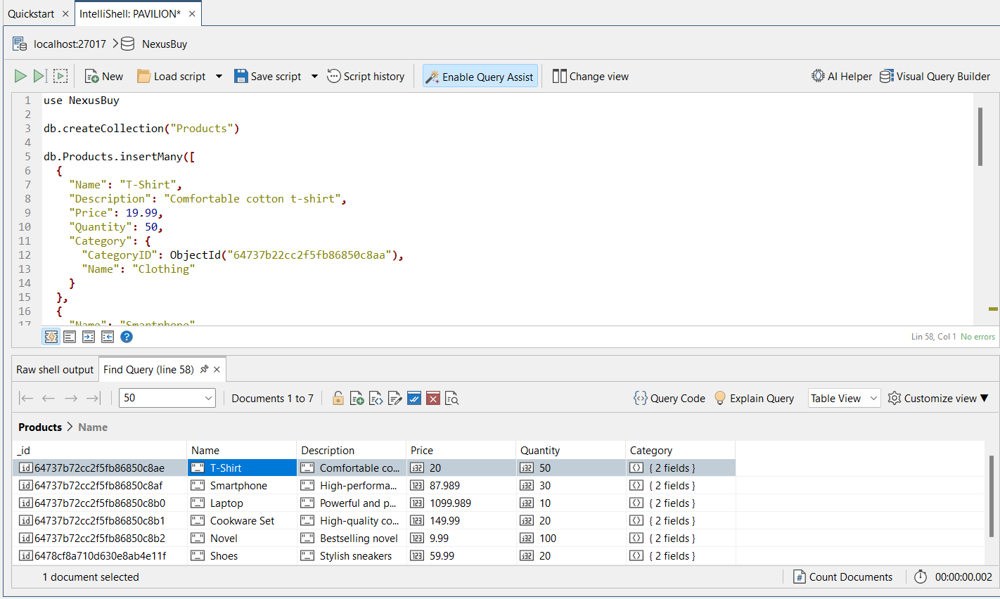 Quickstart × IntelliShell: PAVILION* ×
localhost:27017 NexusBuy
New Load script Save script Script history Enable Query Assist Change view AI Helper Visual Query Builder
1 use NexusBuy
2
3 db.createCollection("Products")
4
5 db.Products.insertMany([
6 {
7 "Name": "T-Shirt",
8 "Description": "Comfortable cotton t-shirt",
9 "Price": 19.99,
10 "Quantity": 50,
11 "Category": {
12 "CategoryID": ObjectId("64737b22cc2f5fb86850c8aa"),
13 "Name": "Clothing"
14 }
15 },
16 {
17 "Name": "Smartphone"
Lin 58, Col 1 No errors
Raw shell output Find Query (line 58) ×
50 Documents 1 to 7 Query Code Explain Query Table View Customize view
Products > Name
_id Name Description Price Quantity Category
64737b72cc2f5fb86850c8ae T-Shirt Comfortable co... 20 50 { 2 fields }
64737b72cc2f5fb86850c8af Smartphone High-performa... 87.989 30 { 2 fields }
64737b72cc2f5fb86850c8b0 Laptop Powerful and p... 1099.989 10 { 2 fields }
64737b72cc2f5fb86850c8b1 Cookware Set High-quality co... 149.99 20 { 2 fields }
64737b72cc2f5fb86850c8b2 Novel Bestselling novel 9.99 100 { 2 fields }
6478cf8a710d630e8ab4e11f Shoes Stylish sneakers 59.99 20 { 2 fields }
1 document selected Count Documents 00:00:00.002